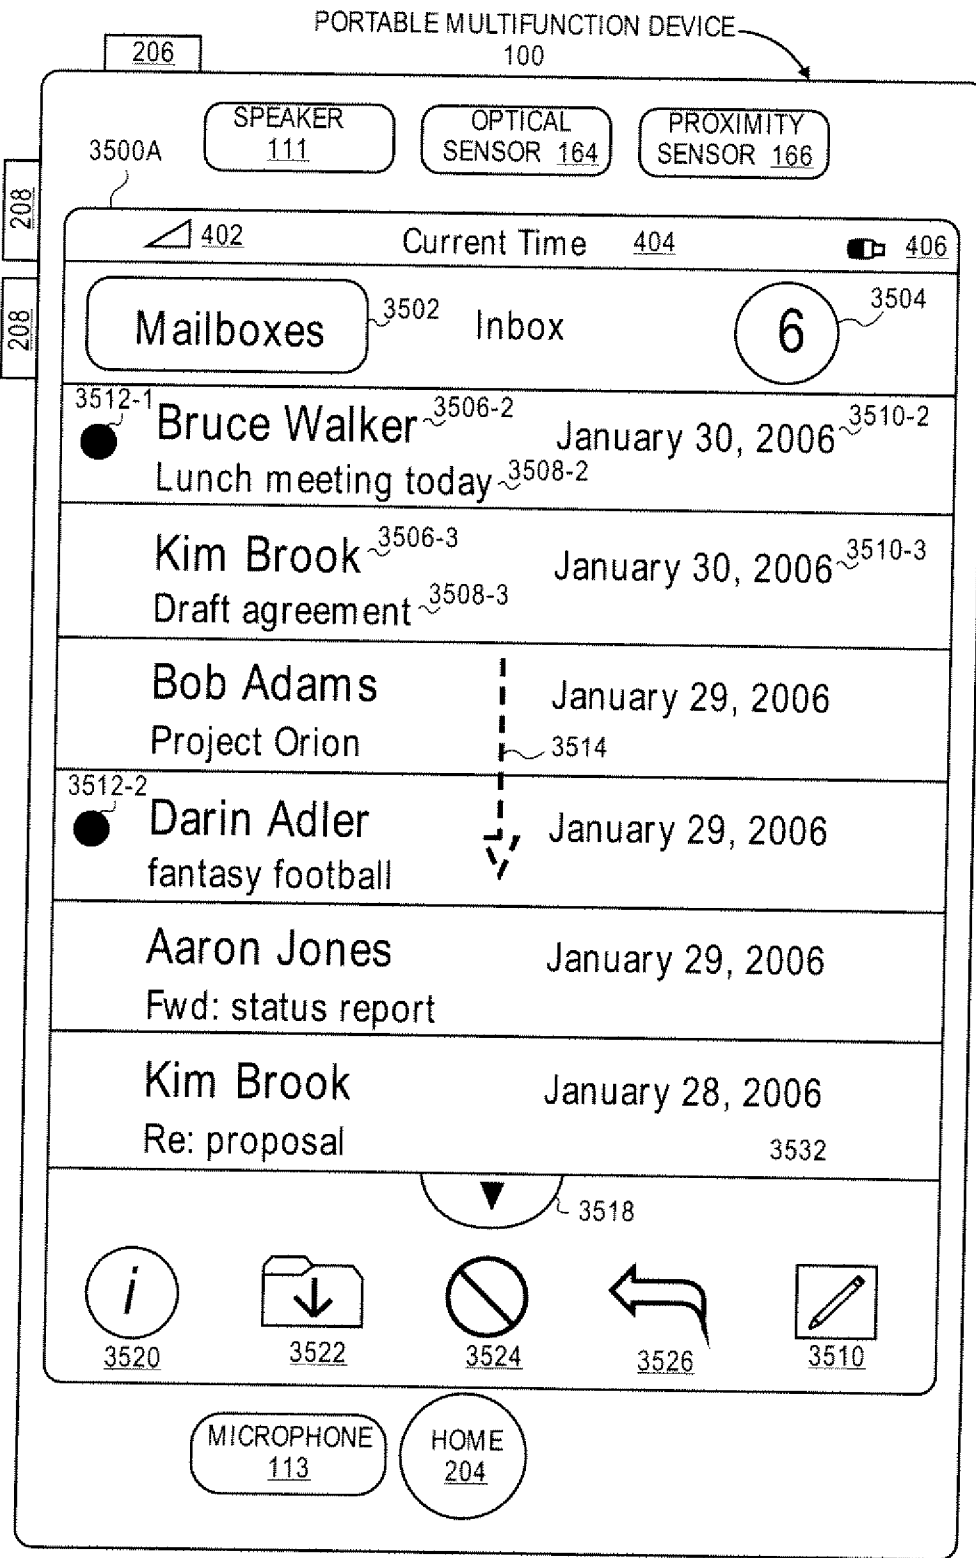 PORTABLE MULTIFUNCTION DEVICE
100
206
SPEAKER
111
OPTICAL
SENSOR 164
PROXIMITY
SENSOR 166
3500A
208
208
402
Current Time 404
406
Mailboxes
3502
Inbox
6
3504
3512-1
Bruce Walker 3506-2
January 30, 2006 3510-2
Lunch meeting today 3508-2
Kim Brook 3506-3
January 30, 2006 3510-3
Draft agreement 3508-3
Bob Adams
January 29, 2006
Project Orion
3514
3512-2
Darin Adler
January 29, 2006
fantasy football
Aaron Jones
January 29, 2006
Fwd: status report
Kim Brook
January 28, 2006
Re: proposal
3532
3518
i
3520
3522
3524
3526
3510
MICROPHONE
113
HOME
204